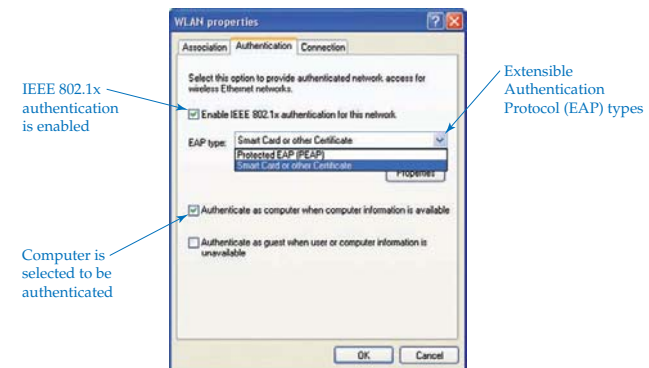 WLAN properties
Association Authentication Connection
Select this option to provide authenticated network access for
wireless Ethernet networks.
Enable IEEE 802.1x authentication for this network
EAP type:
Smart Card or other Certificate
Protected EAP (PEAP)
Smart Card or other Certificate
Properties
Authenticate as computer when computer information is available
Authenticate as guest when user or computer information is
unavailable
OK Cancel
IEEE 802.1x
authentication
is enabled
Computer is
selected to be
authenticated
Extensible
Authentication
Protocol (EAP) types